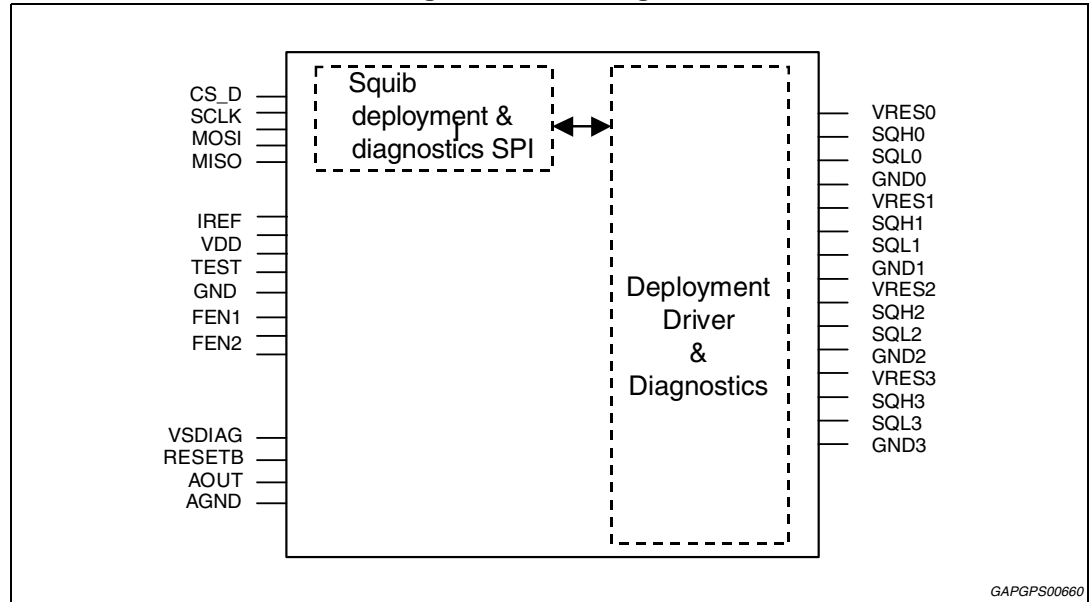 CS_D
SCLK
MOSI
MISO
IREF
VDD
TEST
GND
FEN1
FEN2
VSDIAG
RESETB
AOUT
AGND
Squib
deployment &
diagnostics SPI
Deployment
Driver
&
Diagnostics
VRES0
SQH0
SQL0
GND0
VRES1
SQH1
SQL1
GND1
VRES2
SQH2
SQL2
GND2
VRES3
SQH3
SQL3
GND3
GAPGPS00660